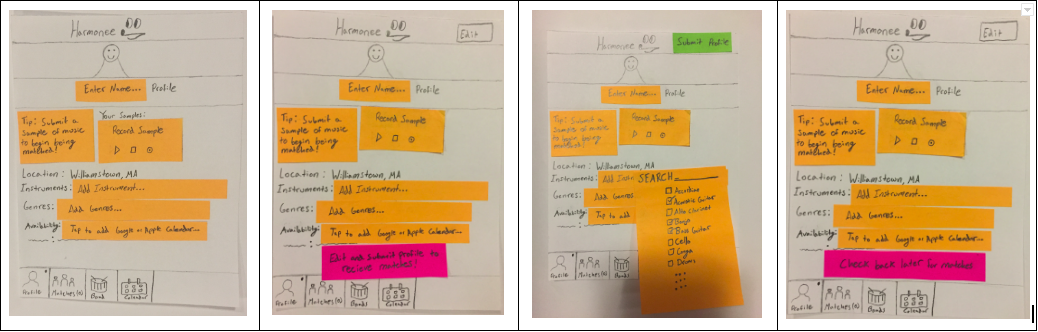 Harmonee
Enter Name... Profile
Tip: Submit a
sample of music
to begin being
matched!
Your Samples:
Record Sample
Location: Williamstown, MA
Instruments: Add Instrument...
Genres: Add Genres...
Availability: Tap to add Google or Apple Calendar...
Profile
Matches(0)
Bands
Calendar
Harmonee
Edit
Enter Name... Profile
Tip: Submit a
sample of music
to begin being
matched!
Record Sample
Location: Williamstown, MA
Instruments: Add Instrument...
Genres: Add Genres...
Availability: Tap to add Google or Apple Calendar...
Edit and submit profile to
recieve matches!
Profile
Matches(0)
Bands
Calendar
Harmonee
Submit Profile
Enter Name... Profile
Tip: Submit a
sample of music
to begin being
matched!
Record Sample
Location: Williamstown, MA
Instruments: Add Instr
Genres:
Availability: Tap to add
SEARCH
Accordion
Acoustic Guitar
Alto clarinet
Banjo
Bass Guitar
Cello
Conga
Drums
Profile
Matches(0)
Bands
Calendar
Harmonee
Edit
Enter Name... Profile
Tip: Submit a
sample of music
to begin being
matched!
Record Sample
Location: Williamstown, MA
Instruments: Add Instrument...
Genres: Add Genres...
Availability: Tap to add Google or Apple Calendar...
Check back later for matches
Profile
Matches(0)
Bands
Calendar